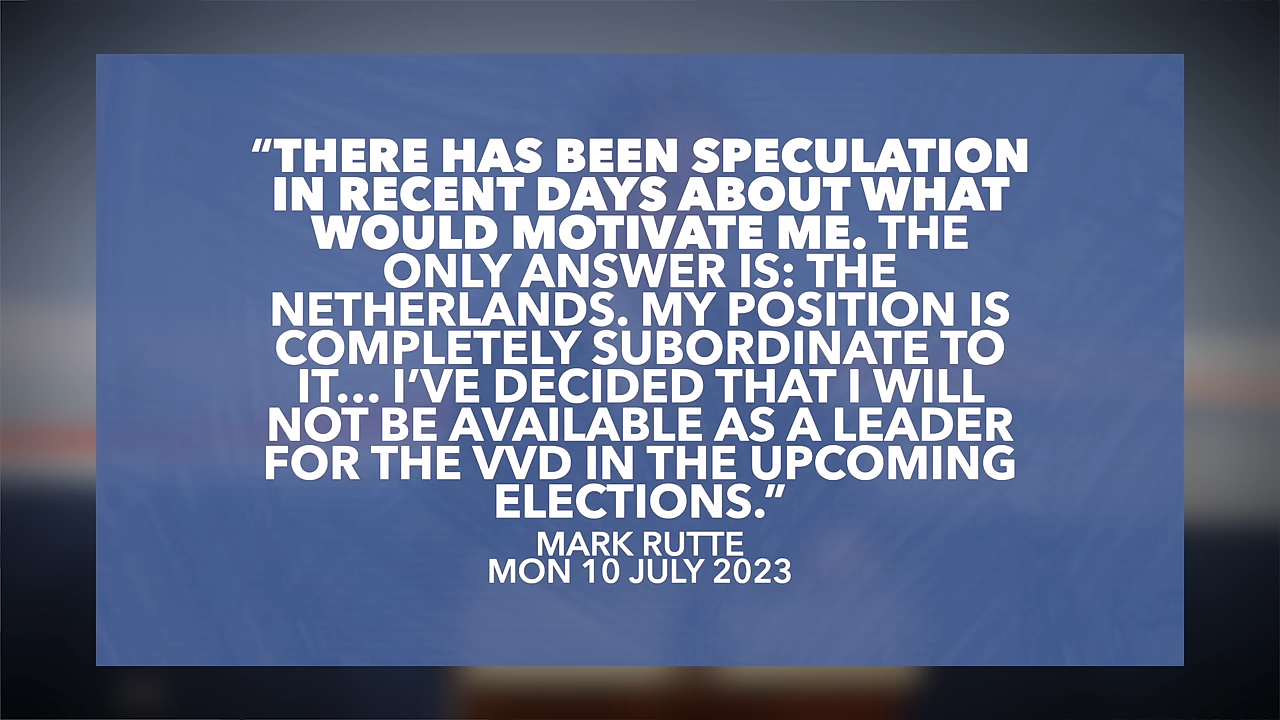 “THERE HAS BEEN SPECULATION
IN RECENT DAYS ABOUT WHAT
WOULD MOTIVATE ME. THE
ONLY ANSWER IS: THE
NETHERLANDS. MY POSITION IS
COMPLETELY SUBORDINATE TO
IT... I’VE DECIDED THAT I WILL
NOT BE AVAILABLE AS A LEADER
FOR THE VVD IN THE UPCOMING
ELECTIONS.”
MARK RUTTE
MON 10 JULY 2023